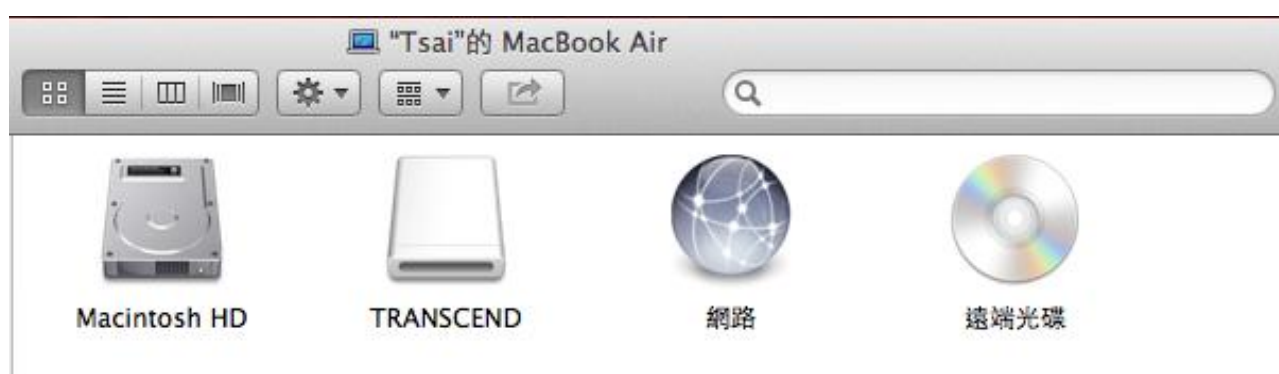 "Tsai"的 MacBook Air
Macintosh HD
TRANSCEND
網路
遠端光碟